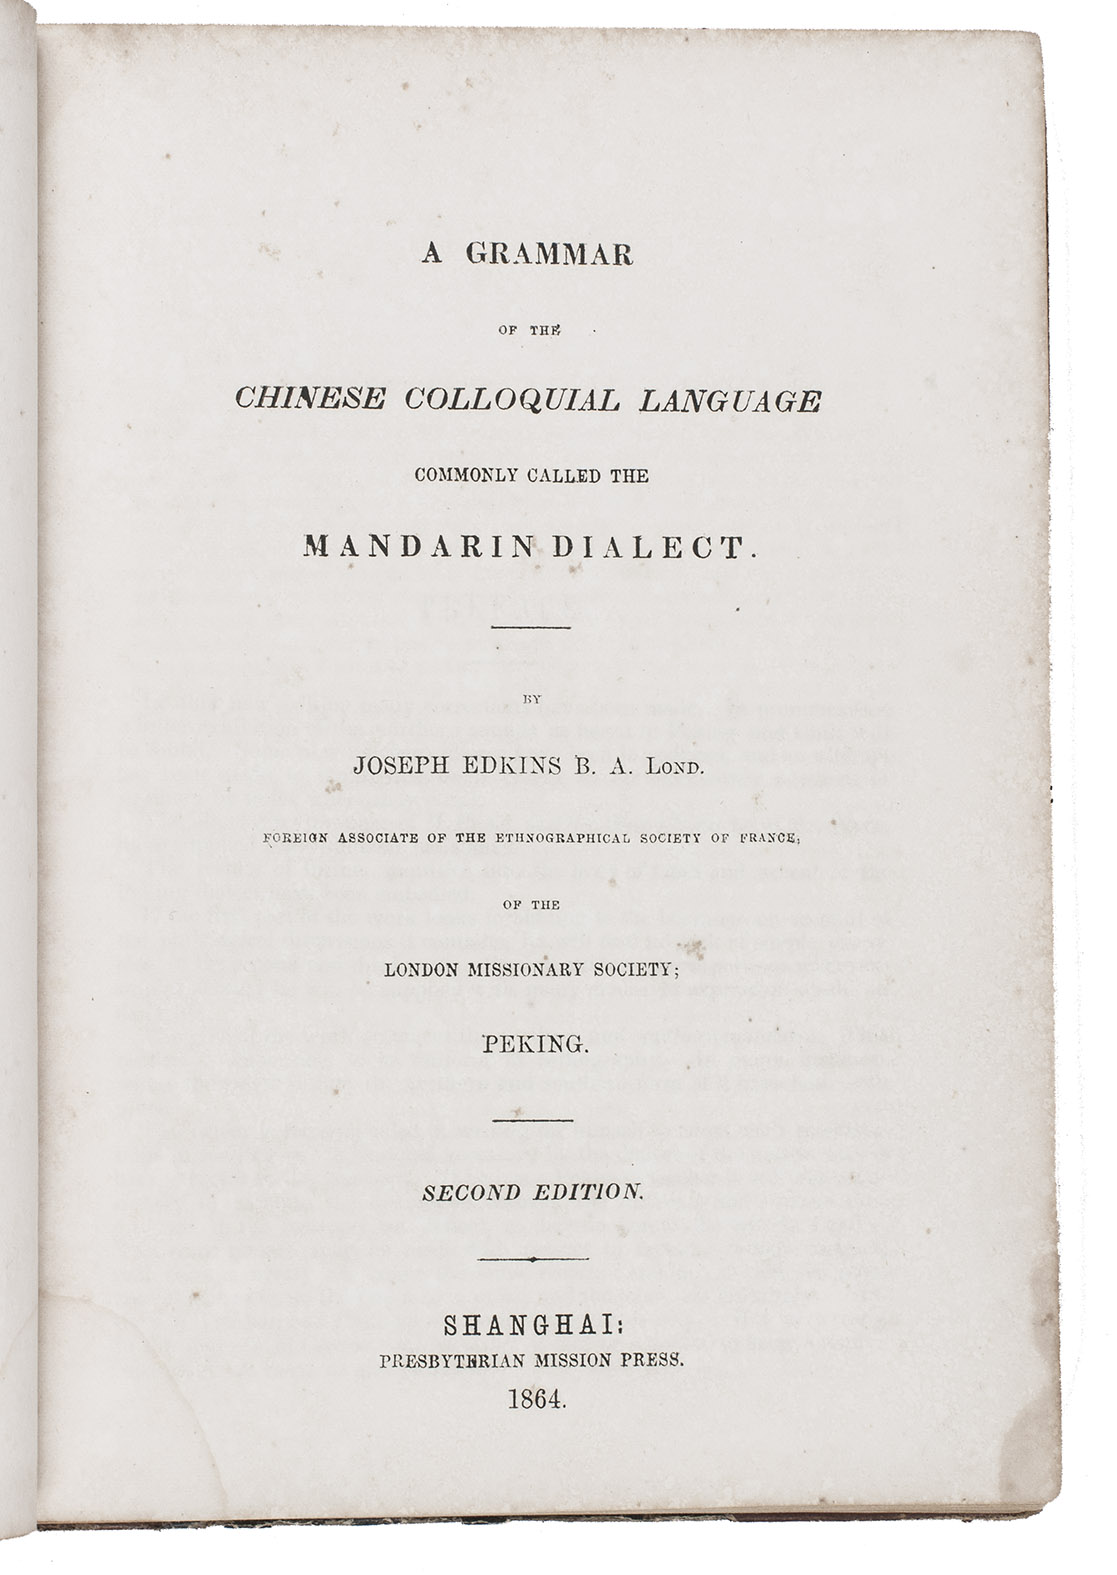 A GRAMMAR
OF THE
CHINESE COLLOQUIAL LANGUAGE
COMMONLY CALLED THE
MANDARIN DIALECT.
BY
JOSEPH EDKINS B. A. LOND.
FOREIGN ASSOCIATE OF THE ETHNOGRAPHICAL SOCIETY OF FRANCE;
OF THE
LONDON MISSIONARY SOCIETY;
PEKING.
SECOND EDITION.
SHANGHAI:
PRESBYTERIAN MISSION PRESS.
1864.